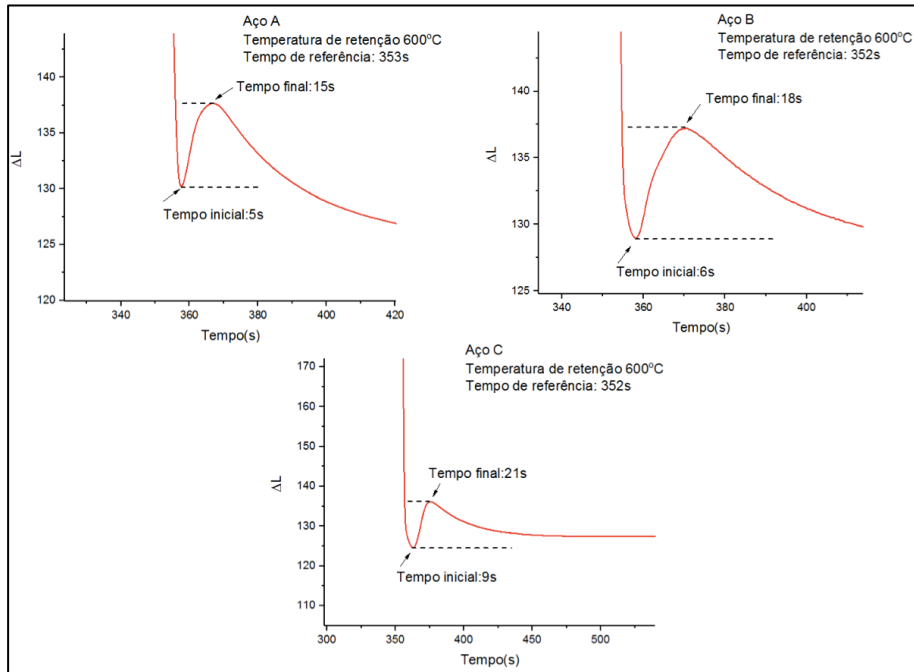 Aço A
Temperatura de retenção 600ºC
Tempo de referência: 353s
140
135
130
125
120
ΔL
Tempo final:15s
Tempo inicial:5s
340
360
380
400
420
Tempo(s)
Aço B
Temperatura de retenção 600ºC
Tempo de referência: 352s
140
135
130
125
ΔL
Tempo final:18s
Tempo inicial:6s
340
360
380
400
Tempo(s)
Aço C
Temperatura de retenção 600ºC
Tempo de referência: 352s
170
160
150
140
130
120
110
ΔL
Tempo final:21s
Tempo inicial:9s
300
350
400
450
500
Tempo(s)